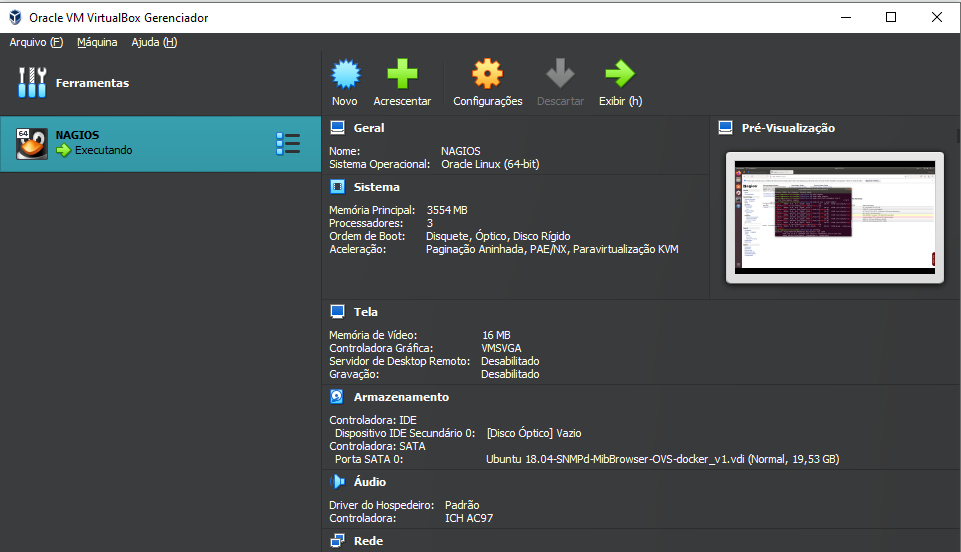 Oracle VM VirtualBox Gerenciador
Arquivo (F) Máquina Ajuda (H)
Ferramentas
64
NAGIOS
Executando
Novo Acrescentar Configurações Descartar Exibir (h)
Geral
Nome: NAGIOS
Sistema Operacional: Oracle Linux (64-bit)
Sistema
Memória Principal: 3554 MB
Processadores: 3
Ordem de Boot: Disquete, Óptico, Disco Rígido
Aceleração: Paginação Aninhada, PAE/NX, Paravirtualização KVM
Pré-Visualização
Nagios
Tela
Memória de Vídeo: 16 MB
Controladora Gráfica: VMSVGA
Servidor de Desktop Remoto: Desabilitado
Gravação: Desabilitado
Armazenamento
Controladora: IDE
Dispositivo IDE Secundário 0: [Disco Óptico] Vazio
Controladora: SATA
Porta SATA 0: Ubuntu 18.04-SNMPd-MibBrowser-OVS-docker_v1.vdi (Normal, 19,53 GB)
Áudio
Driver do Hospedeiro: Padrão
Controladora: ICH AC97
Rede